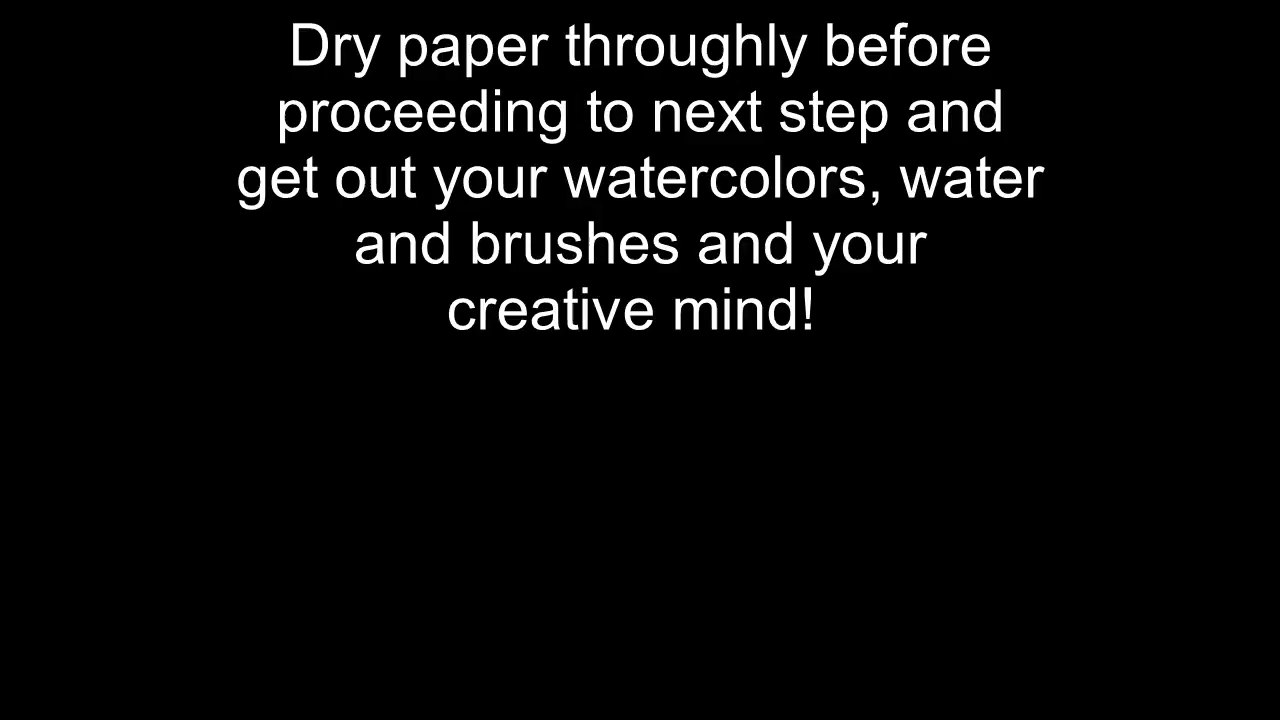 Dry paper throughly before
proceeding to next step and
get out your watercolors, water
and brushes and your
creative mind!